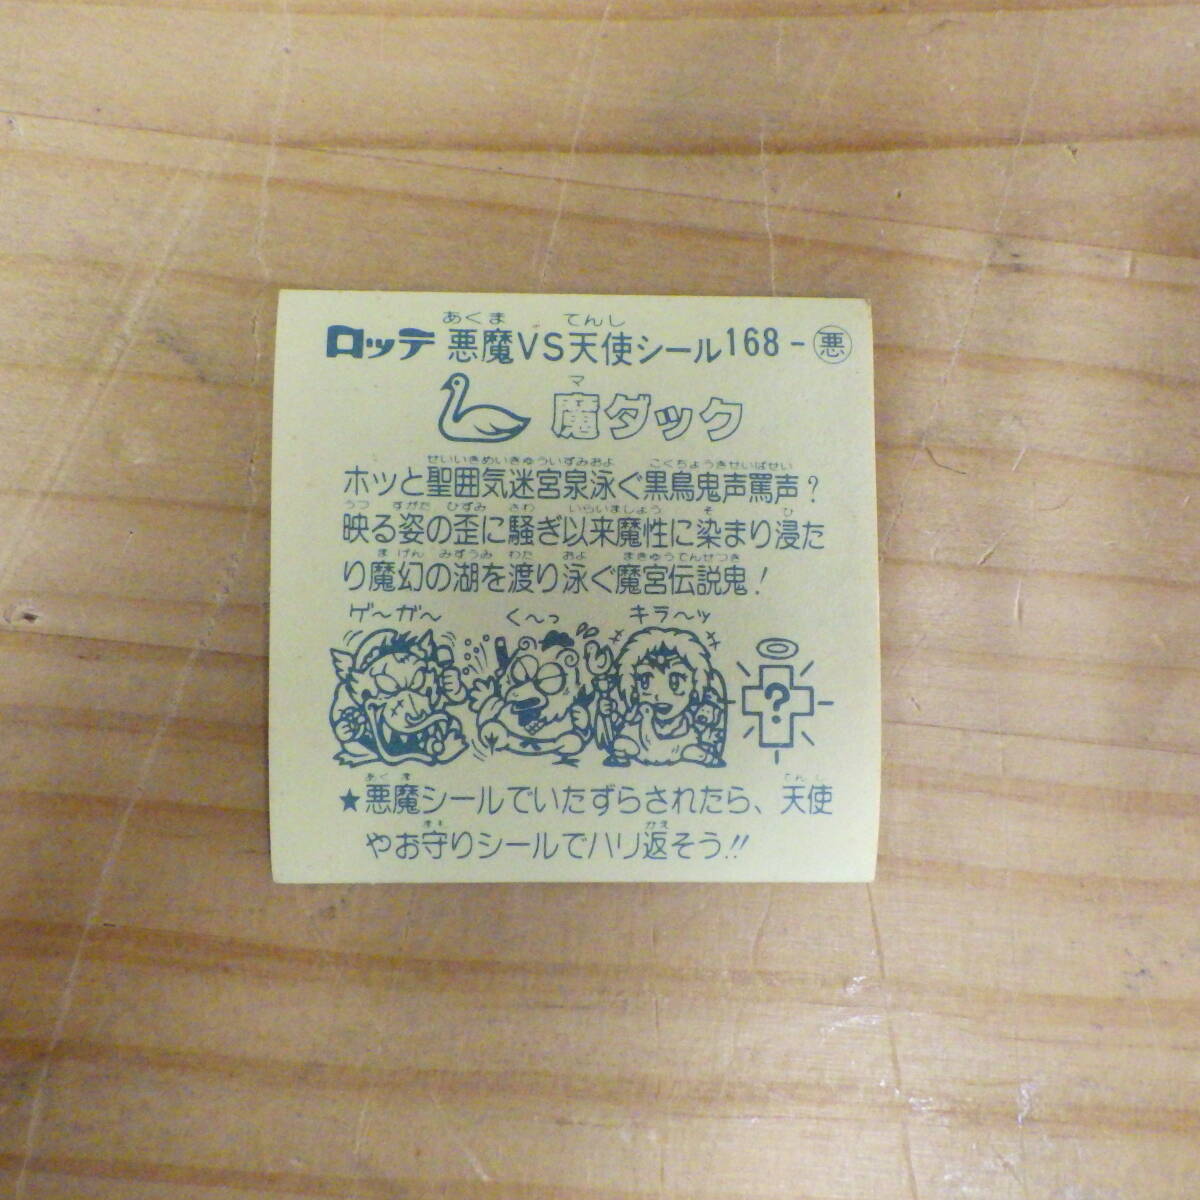 あくま てんし
ロッテ 悪魔VS天使シール168-悪
マ
魔ダック
せいいきめいきゅういずみおよ こくちょうきせいばせい
ホッと聖囲気迷宮泉泳ぐ黒鳥鬼声罵声?
うつ すがた ひずみ さわ いらいましょう そ ひ
映る姿の歪に騒ぎ以来魔性に染まり浸た
まげん みずうみ わた およ まきゅうでんせつき
り魔幻の湖を渡り泳ぐ魔宮伝説鬼!
ゲ〜ガ〜 く〜っ キラ〜ッ
?
あくま てんし
★悪魔シールでいたずらされたら、天使
まも かえ
やお守りシールでハリ返そう!!